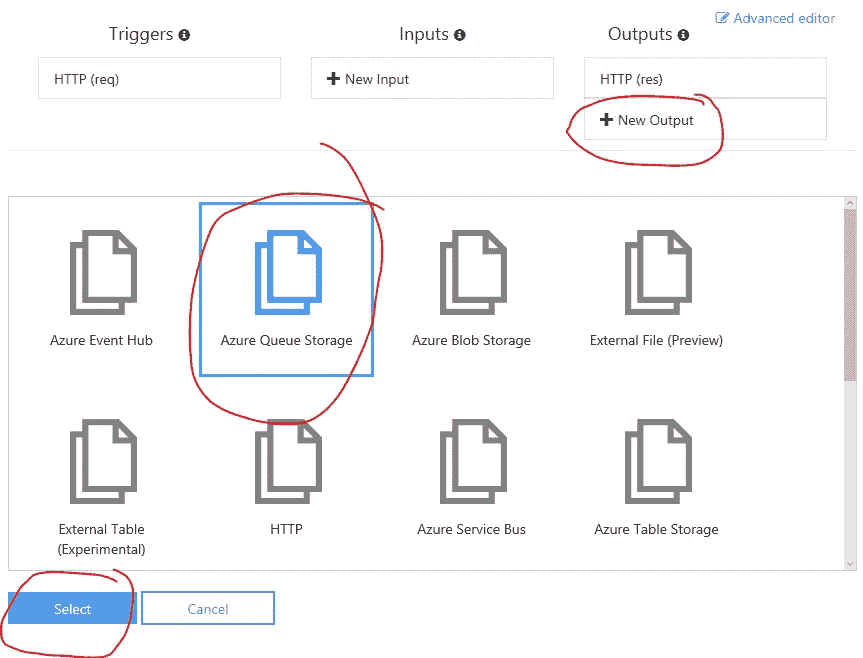 Advanced editor
Triggers
Inputs
Outputs
HTTP (req)
New Input
HTTP (res)
New Output
Azure Event Hub
Azure Queue Storage
Azure Blob Storage
External File (Preview)
External Table
(Experimental)
HTTP
Azure Service Bus
Azure Table Storage
Select
Cancel